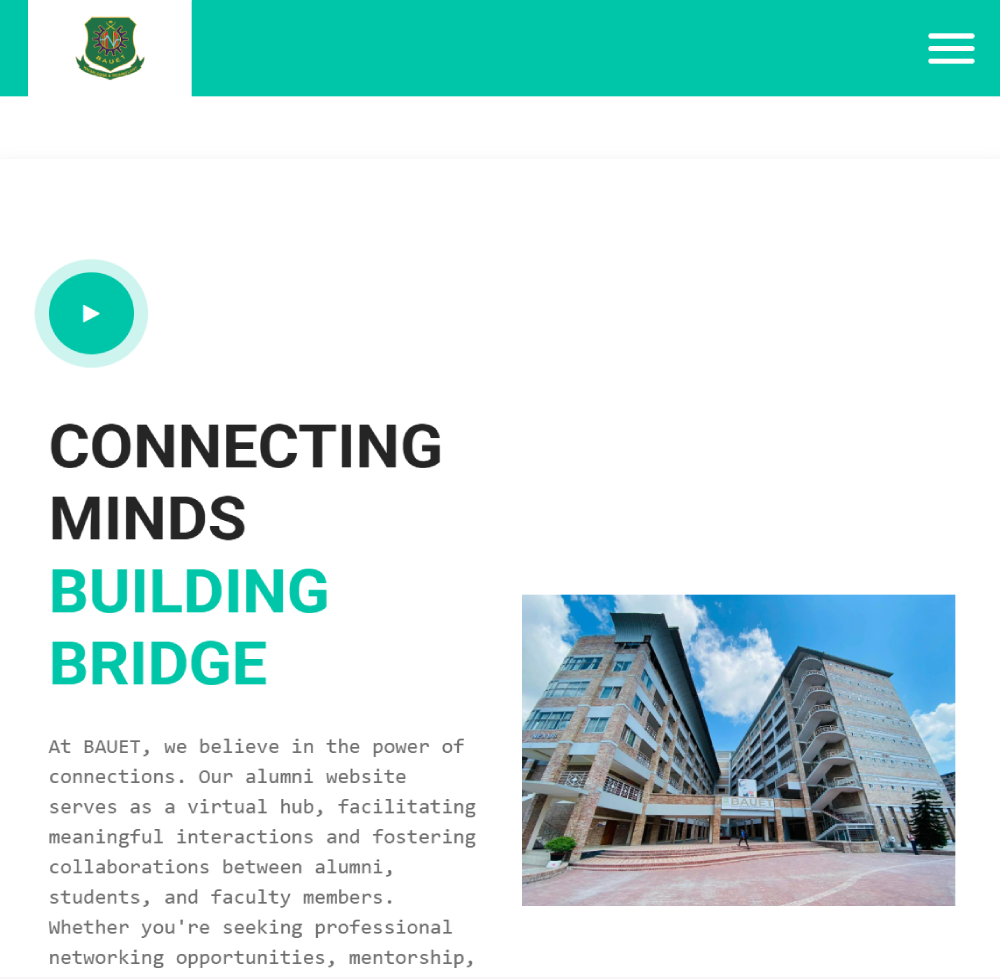 BAUET
CONNECTING
MINDS
BUILDING
BRIDGE
At BAUET, we believe in the power of
connections. Our alumni website
serves as a virtual hub, facilitating
meaningful interactions and fostering
collaborations between alumni,
students, and faculty members.
Whether you're seeking professional
networking opportunities, mentorship,
BAUET